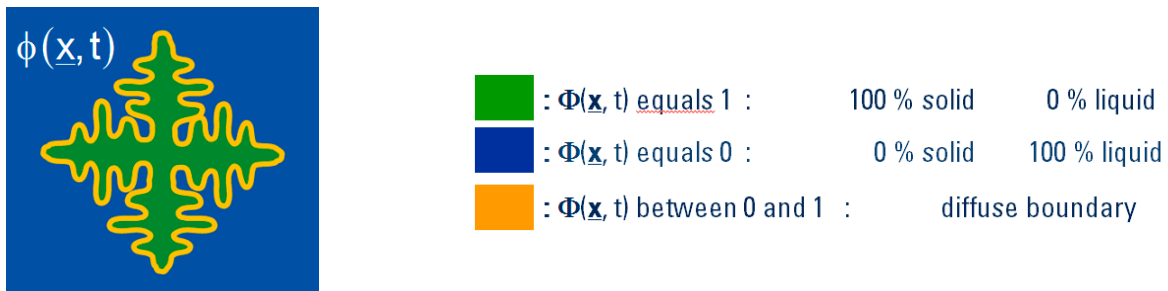 ϕ(x,t)
: Φ(x, t) equals 1 : 100 % solid 0 % liquid
: Φ(x, t) equals 0 : 0 % solid 100 % liquid
: Φ(x, t) between 0 and 1 : diffuse boundary